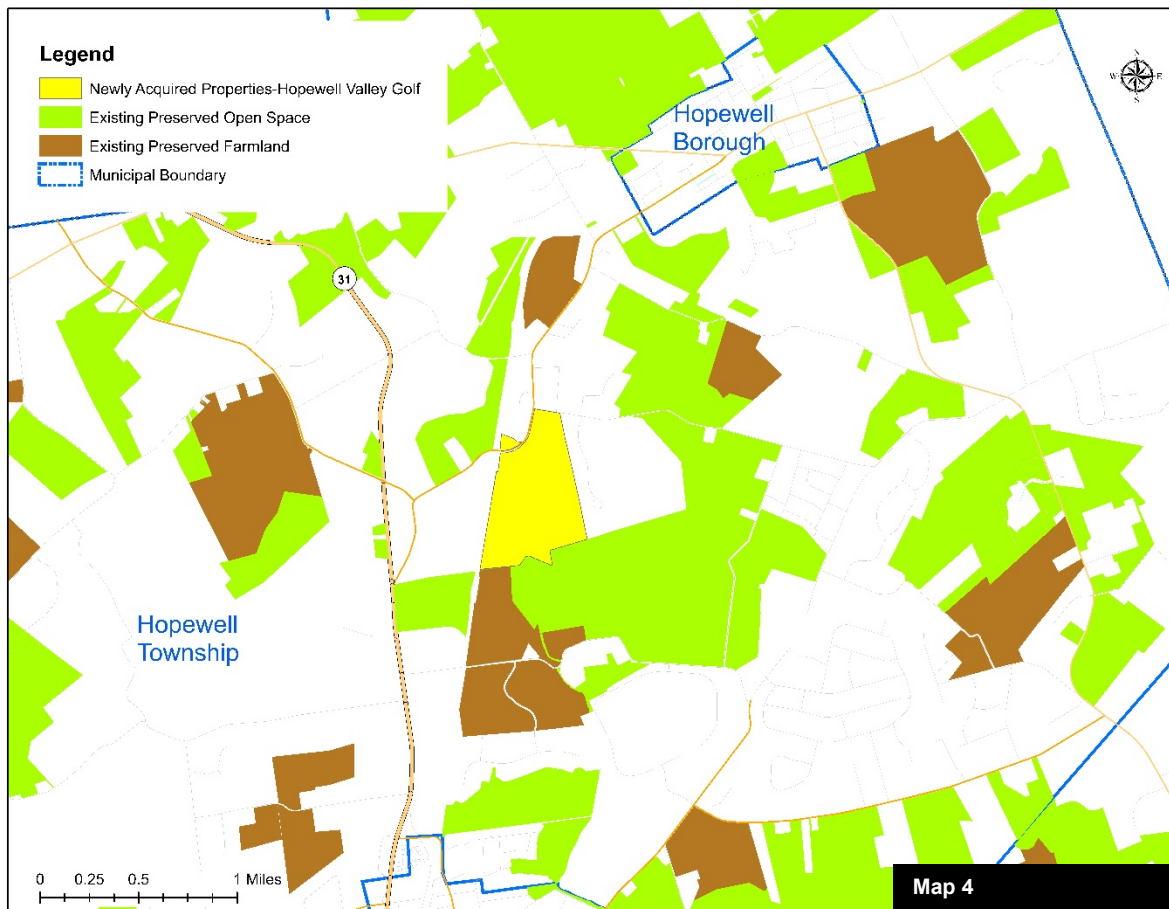 Legend
Newly Acquired Properties-Hopewell Valley Golf
Existing Preserved Open Space
Existing Preserved Farmland
Municipal Boundary
N
W E
S
Hopewell
Borough
31
Hopewell
Township
0 0.25 0.5 1 Miles
Map 4